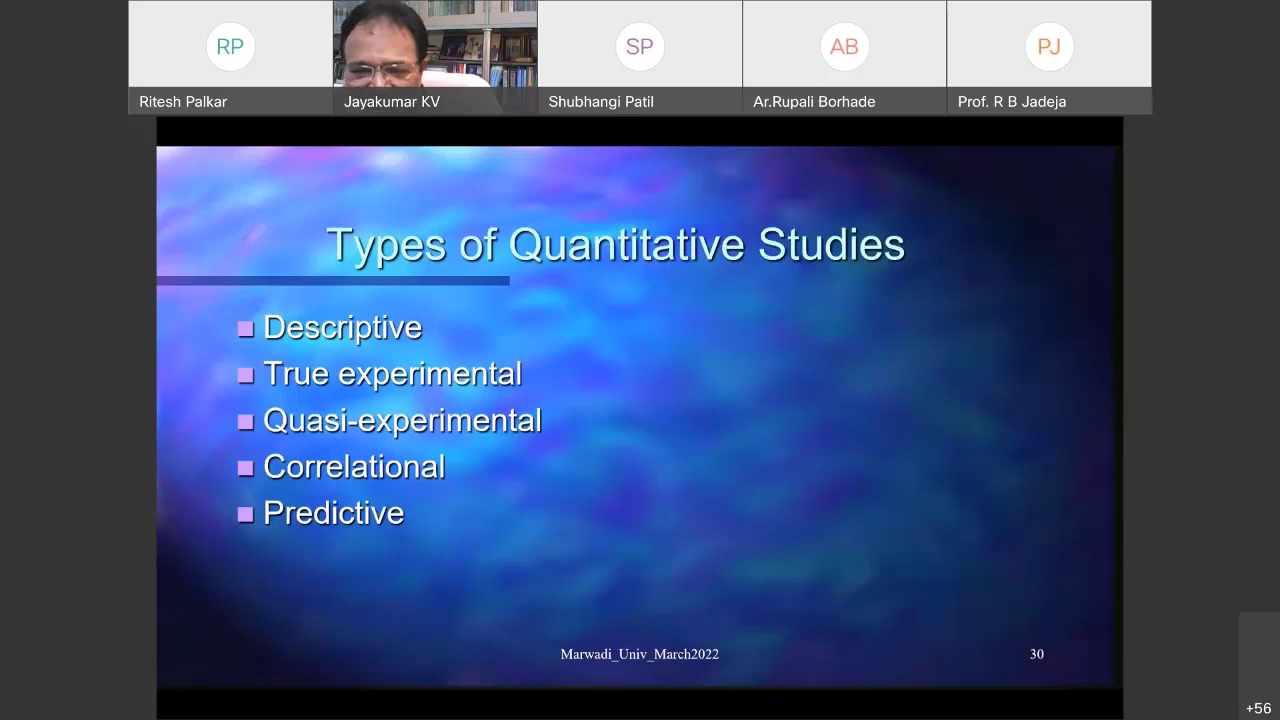 RP
SP
AB
PJ
Ritesh Palkar
Jayakumar KV
Shubhangi Patil
Ar.Rupali Borhade
Prof. R B Jadeja
Types of Quantitative Studies
Descriptive
True experimental
Quasi-experimental
Correlational
Predictive
Marwadi_Univ_March2022
30
+56